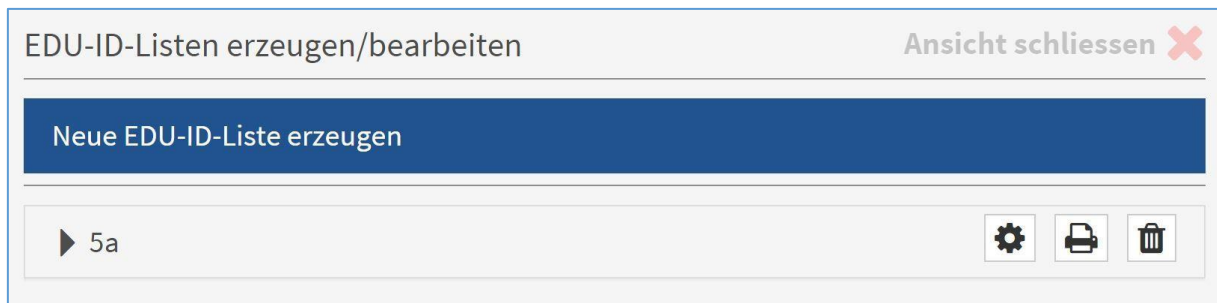 EDU-ID-Listen erzeugen/bearbeiten
Ansicht schliessen
Neue EDU-ID-Liste erzeugen
5a